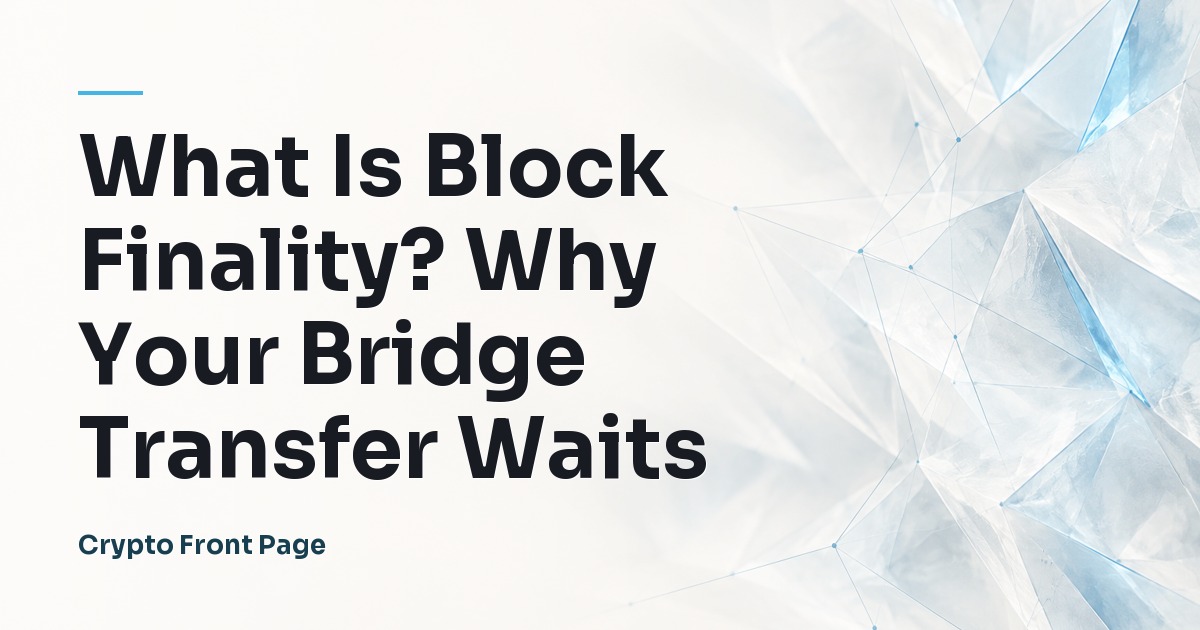 What Is Block
Finality? Why
Your Bridge
Transfer Waits
Crypto Front Page